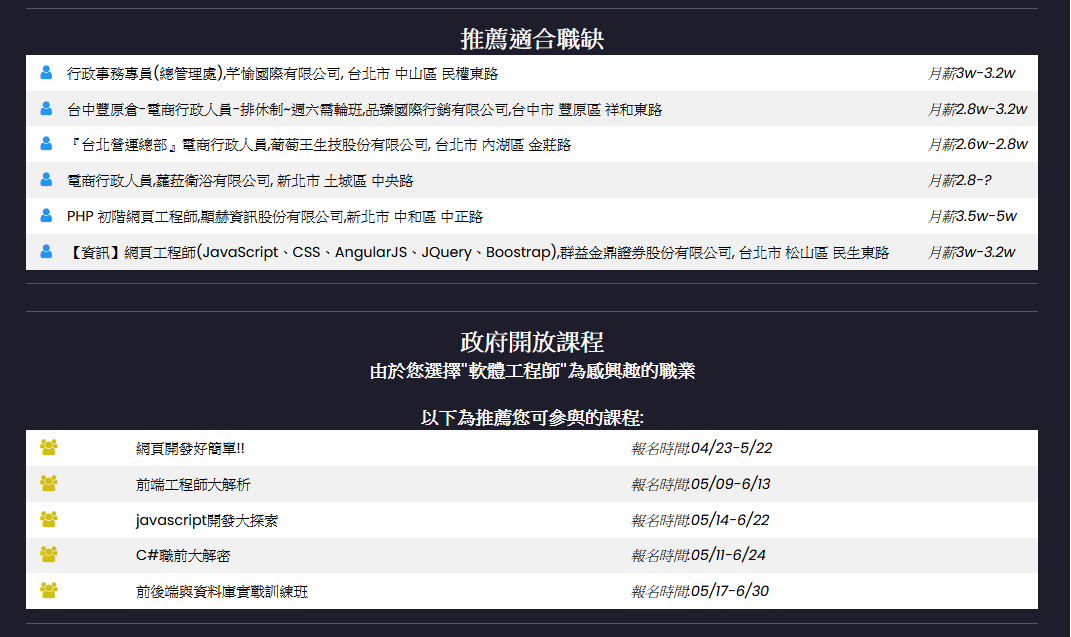 推薦適合職缺
行政事務專員(總管理處),芊愉國際有限公司, 台北市 中山區 民權東路 月薪3w-3.2w
台中豐原倉-電商行政人員-排休制~週六需輪班,品臻國際行銷有限公司,台中市 豐原區 祥和東路 月薪2.8w-3.2w
『台北營運總部』電商行政人員,葡萄王生技股份有限公司, 台北市 內湖區 金莊路 月薪2.6w-2.8w
電商行政人員,蘿菈衛浴有限公司, 新北市 土城區 中央路 月薪2.8-?
PHP 初階網頁工程師,顯赫資訊股份有限公司,新北市 中和區 中正路 月薪3.5w-5w
【資訊】網頁工程師(JavaScript、CSS、AngularJS、JQuery、Boostrap),群益金鼎證券股份有限公司, 台北市 松山區 民生東路 月薪3w-3.2w
政府開放課程
由於您選擇"軟體工程師"為感興趣的職業
以下為推薦您可參與的課程:
網頁開發好簡單!! 報名時間:04/23-5/22
前端工程師大解析 報名時間:05/09-6/13
javascript開發大探索 報名時間:05/14-6/22
C#職前大解密 報名時間:05/11-6/24
前後端與資料庫實戰訓練班 報名時間:05/17-6/30